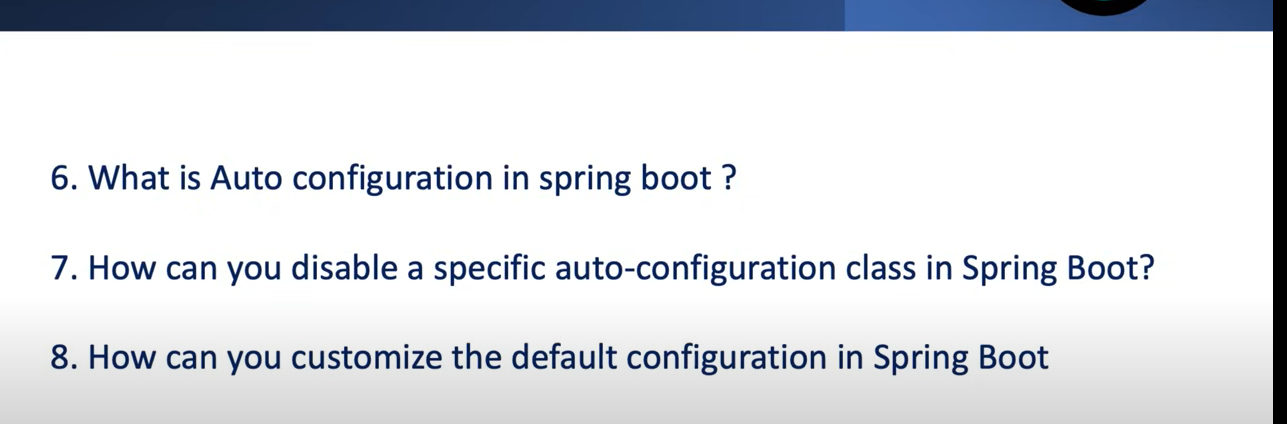 6. What is Auto configuration in spring boot ?
7. How can you disable a specific auto-configuration class in Spring Boot?
8. How can you customize the default configuration in Spring Boot